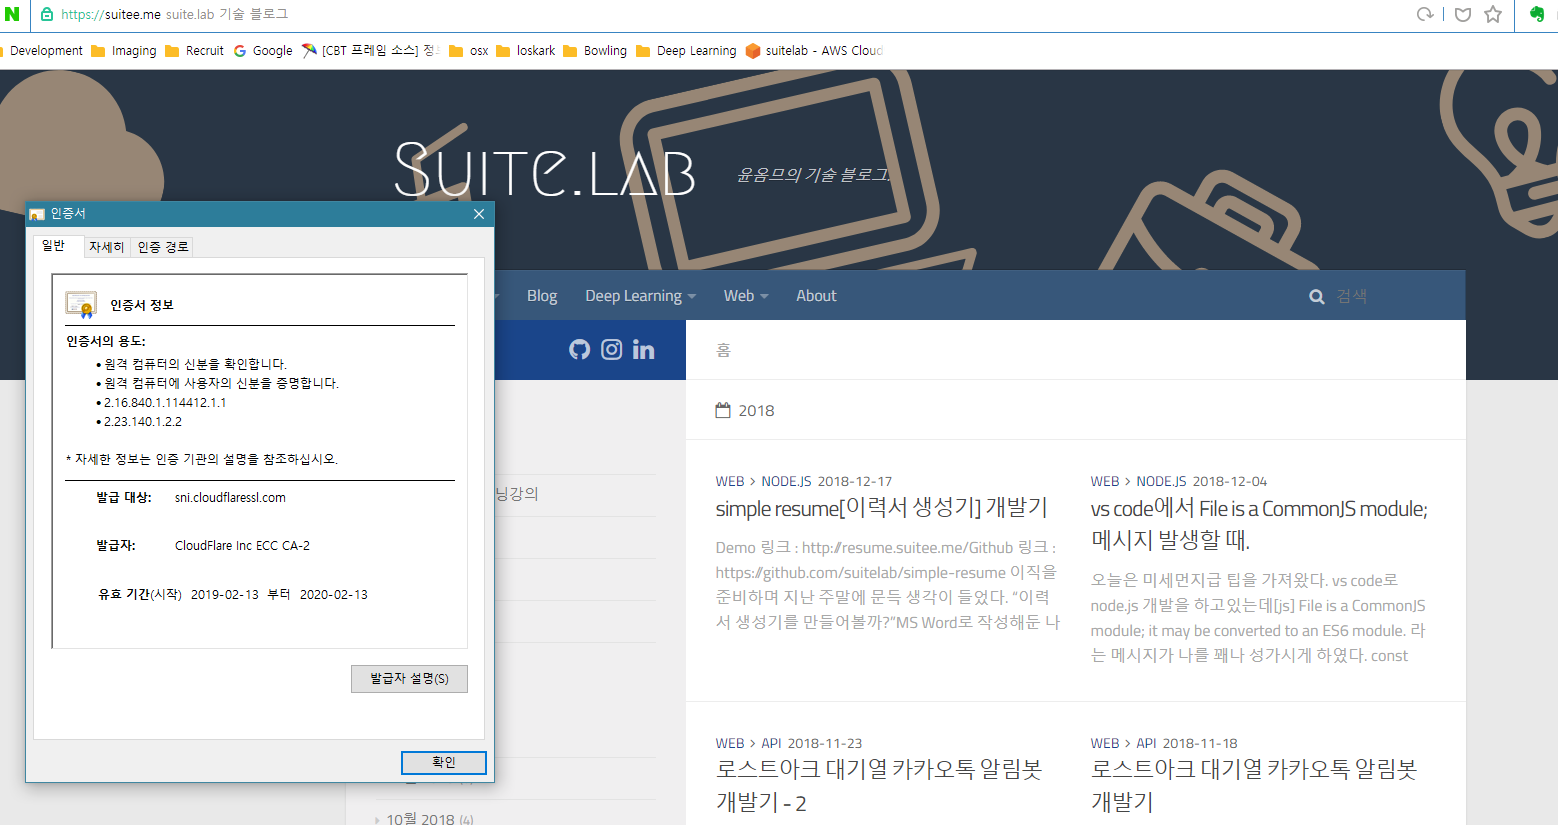 N https://suitee.me suite.lab 기술 블로그
Development Imaging Recruit Google [CBT 프레임 소스] osx loskark Bowling Deep Learning suitelab - AWS Cloud
SUITE.LAB
윤음므의 기술 블로그.
인증서
일반 자세히 인증 경로
인증서 정보
인증서의 용도:
• 원격 컴퓨터의 신분을 확인합니다.
• 원격 컴퓨터에 사용자의 신분을 증명합니다.
• 2.16.840.1.114412.1.1
• 2.23.140.1.2.2
* 자세한 정보는 인증 기관의 설명을 참조하십시오.
발급 대상: sni.cloudflaressl.com
발급자: CloudFlare Inc ECC CA-2
유효 기간(시작) 2019-02-13 부터 2020-02-13
발급자 설명(S)
확인
Blog Deep Learning Web About 검색
홈
닝강의
10월 2018 (4)
2018
WEB > NODE.JS 2018-12-17
simple resume[이력서 생성기] 개발기
Demo 링크 : http://resume.suitee.me/Github 링크 :
https://github.com/suitelab/simple-resume 이직을
준비하며 지난 주말에 문득 생각이 들었다. “이력
서 생성기를 만들어볼까?”MS Word로 작성해둔 나
WEB > NODE.JS 2018-12-04
vs code에서 File is a CommonJS module;
메시지 발생할 때.
오늘은 미세먼지급 팁을 가져왔다. vs code로
node.js 개발을 하고있는데[js] File is a CommonJS
module; it may be converted to an ES6 module. 라
는 메시지가 나를 꽤나 성가시게 하였다. const
WEB > API 2018-11-23
로스트아크 대기열 카카오톡 알림봇
개발기 – 2
WEB > API 2018-11-18
로스트아크 대기열 카카오톡 알림봇
개발기